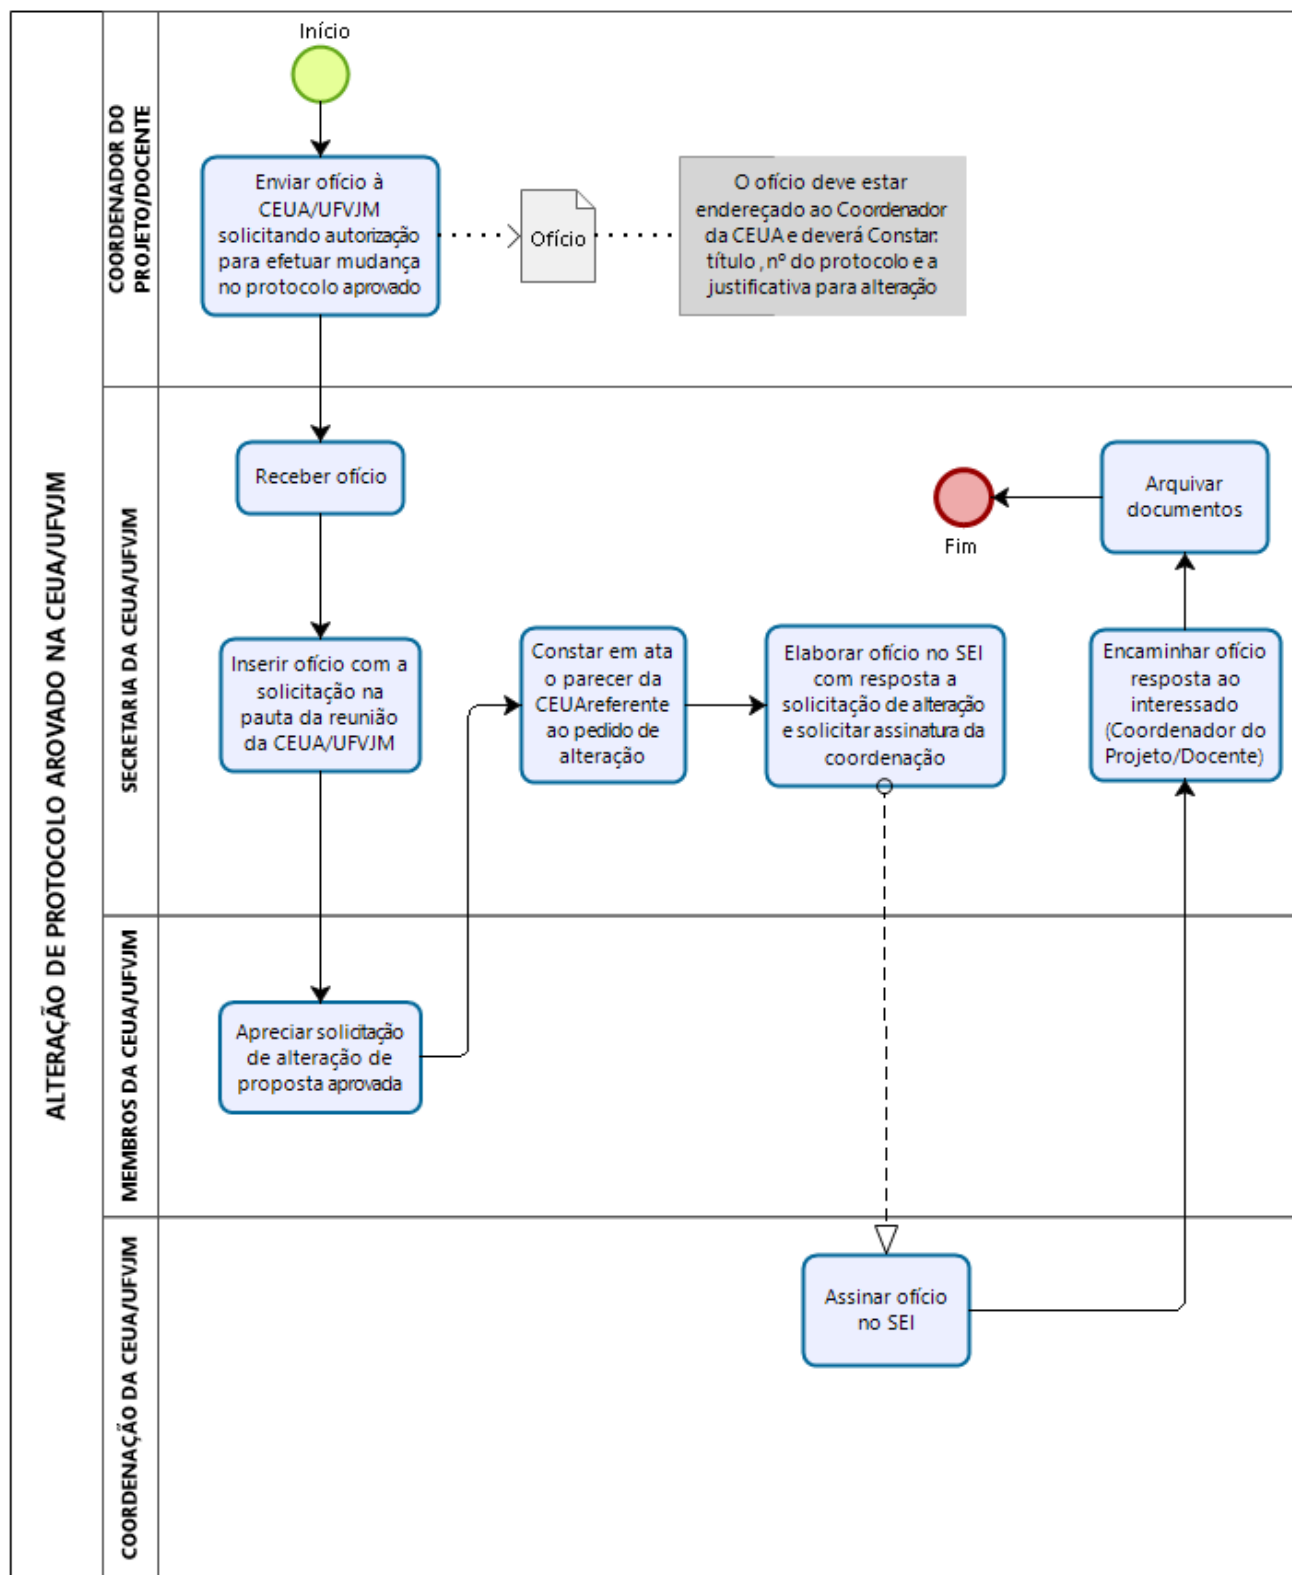 ALTERAÇÃO DE PROTOCOLO AROVADO NA CEUA/UFVJM
COORDENADOR DO
PROJETO/DOCENTE
Início
Enviar ofício à
CEUA/UFVJM
solicitando autorização
para efetuar mudança
no protocolo aprovado
Ofício
O ofício deve estar
endereçado ao Coordenador
da CEUA e deverá Constar:
título , nº do protocolo e a
justificativa para alteração
SECRETARIA DA CEUA/UFVJM
Receber ofício
Inserir ofício com a
solicitação na
pauta da reunião
da CEUA/UFVJM
Constar em ata
o parecer da
CEUAreferente
ao pedido de
alteração
Elaborar ofício no SEI
com resposta a
solicitação de alteração
e solicitar assinatura da
coordenação
Encaminhar ofício
resposta ao
interessado
(Coordenador do
Projeto/Docente)
Arquivar
documentos
Fim
MEMBROS DA CEUA/UFVJM
Apreciar solicitação
de alteração de
proposta aprovada
COORDENAÇÃO DA CEUA/UFVJM
Assinar ofício
no SEI